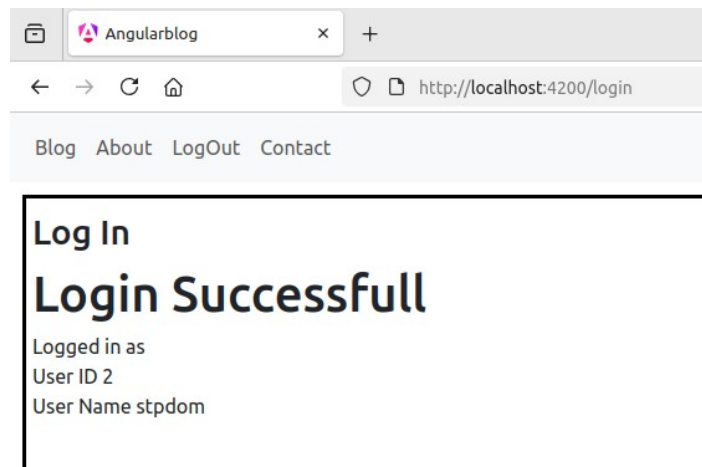 Angularblog
http://localhost:4200/login
Blog About LogOut Contact
Log In
Login Successfull
Logged in as
User ID 2
User Name stpdom